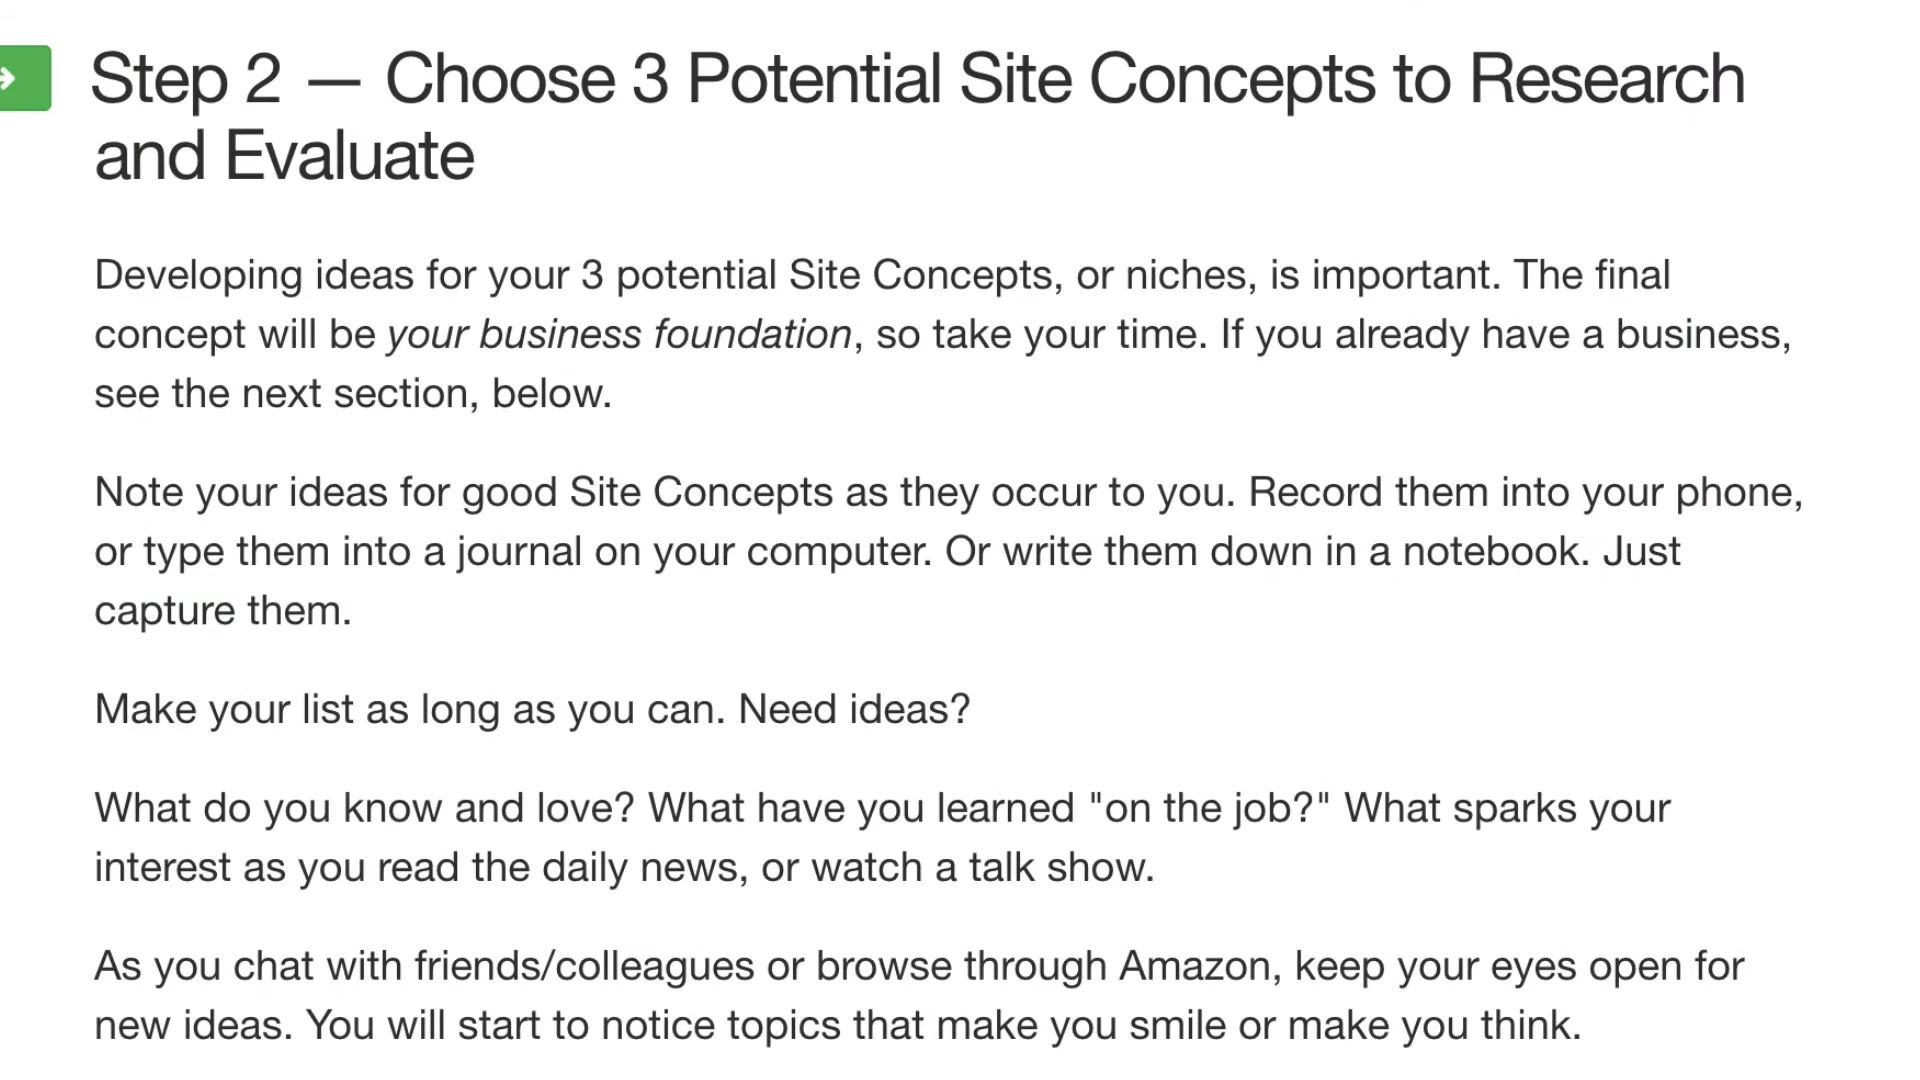 Step 2 — Choose 3 Potential Site Concepts to Research
and Evaluate
Developing ideas for your 3 potential Site Concepts, or niches, is important. The final
concept will be your business foundation, so take your time. If you already have a business,
see the next section, below.
Note your ideas for good Site Concepts as they occur to you. Record them into your phone,
or type them into a journal on your computer. Or write them down in a notebook. Just
capture them.
Make your list as long as you can. Need ideas?
What do you know and love? What have you learned "on the job?" What sparks your
interest as you read the daily news, or watch a talk show.
As you chat with friends/colleagues or browse through Amazon, keep your eyes open for
new ideas. You will start to notice topics that make you smile or make you think.